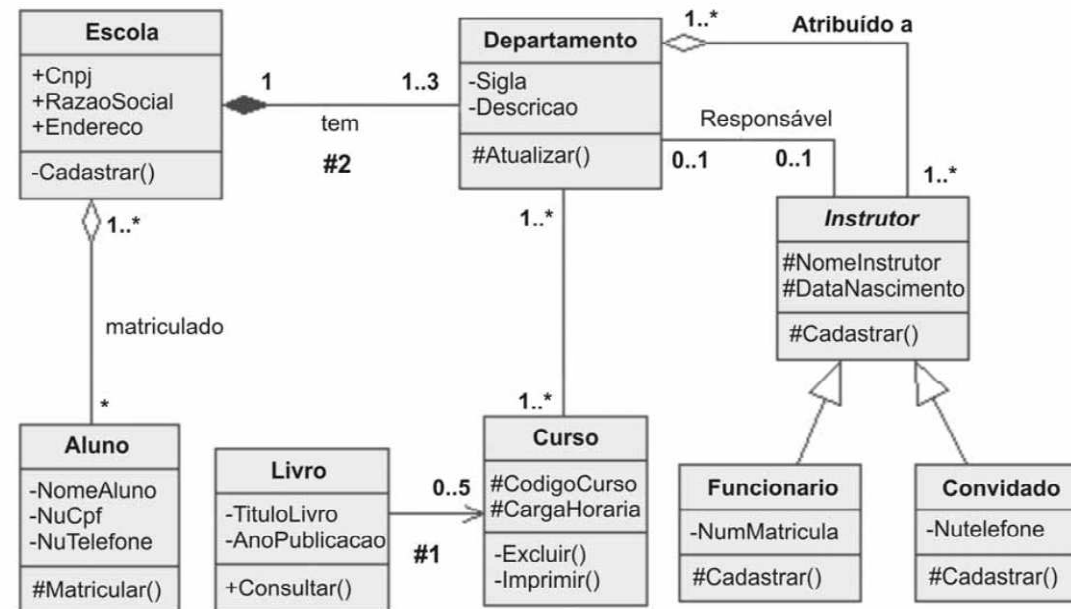 Escola
+Cnpj
+RazaoSocial
+Endereco
-Cadastrar()
1
1..3
tem
#2
Departamento
-Sigla
-Descricao
#Atualizar()
1..*
Atribuído a
Responsável
0..1
0..1
1..*
Instrutor
#NomeInstrutor
#DataNascimento
#Cadastrar()
1..*
matriculado
*
1..*
1..*
Aluno
-NomeAluno
-NuCpf
-NuTelefone
#Matricular()
Livro
-TituloLivro
-AnoPublicacao
+Consultar()
0..5
#1
Curso
#CodigoCurso
#CargaHoraria
-Excluir()
-Imprimir()
Funcionario
-NumMatricula
#Cadastrar()
Convidado
-Nutelefone
#Cadastrar()